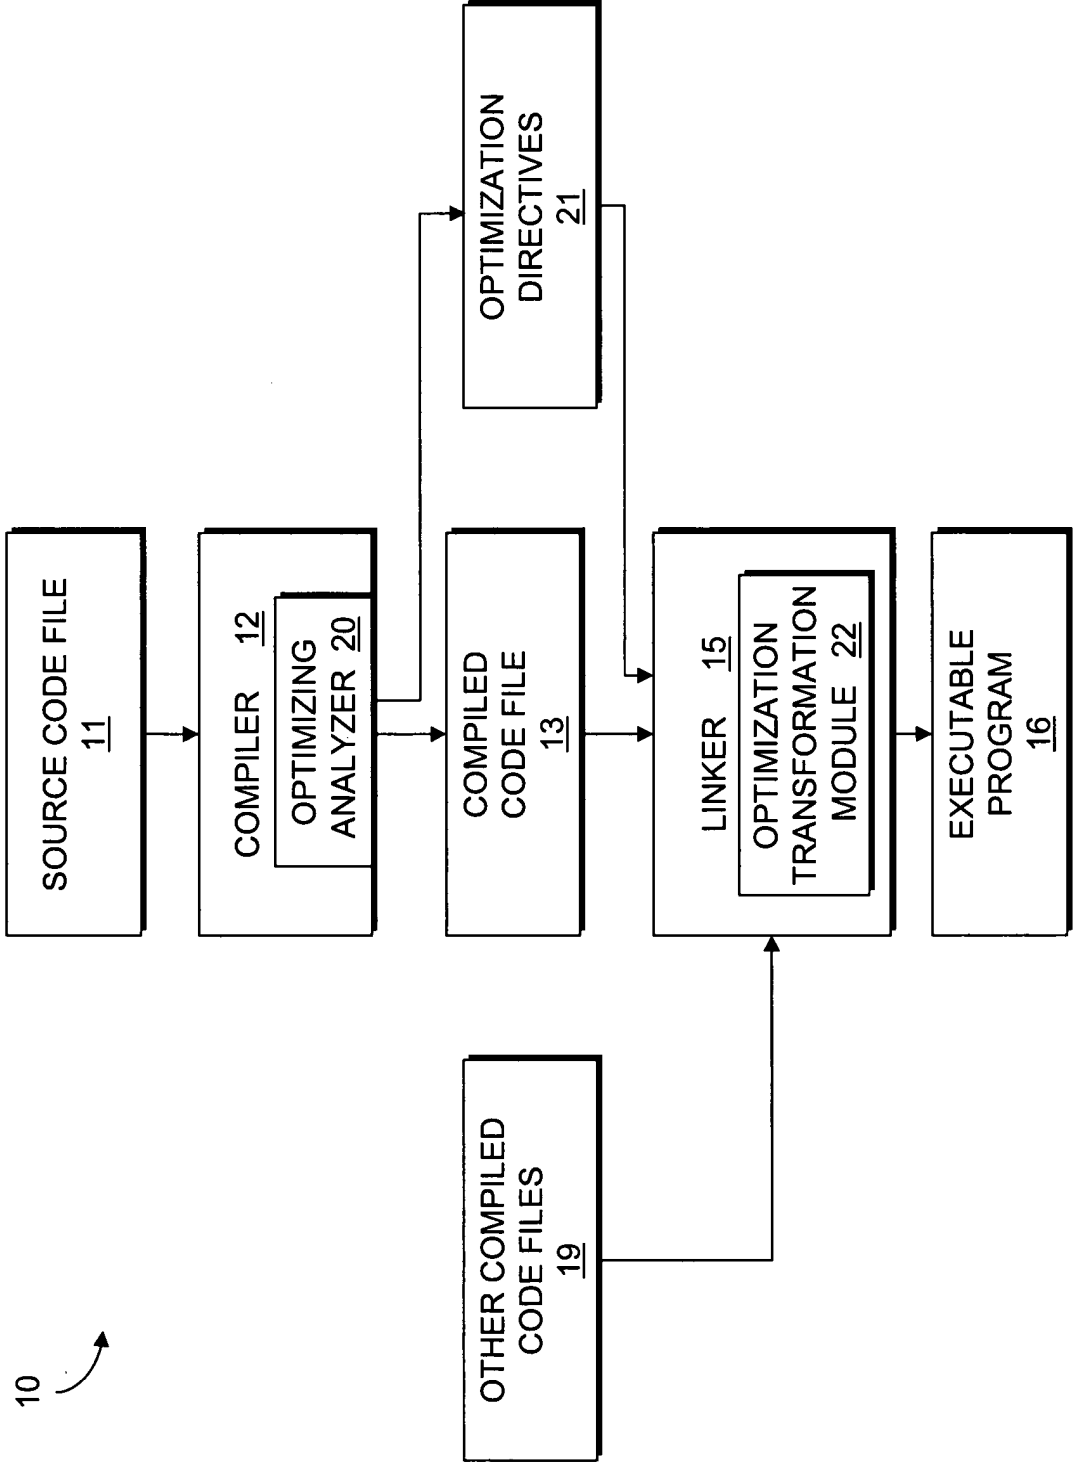 10
SOURCE CODE FILE
11
COMPILER 12
OPTIMIZING
ANALYZER 20
OTHER COMPILED
CODE FILES
19
COMPILED
CODE FILE
13
OPTIMIZATION
DIRECTIVES
21
LINKER 15
OPTIMIZATION
TRANSFORMATION
MODULE 22
EXECUTABLE
PROGRAM
16